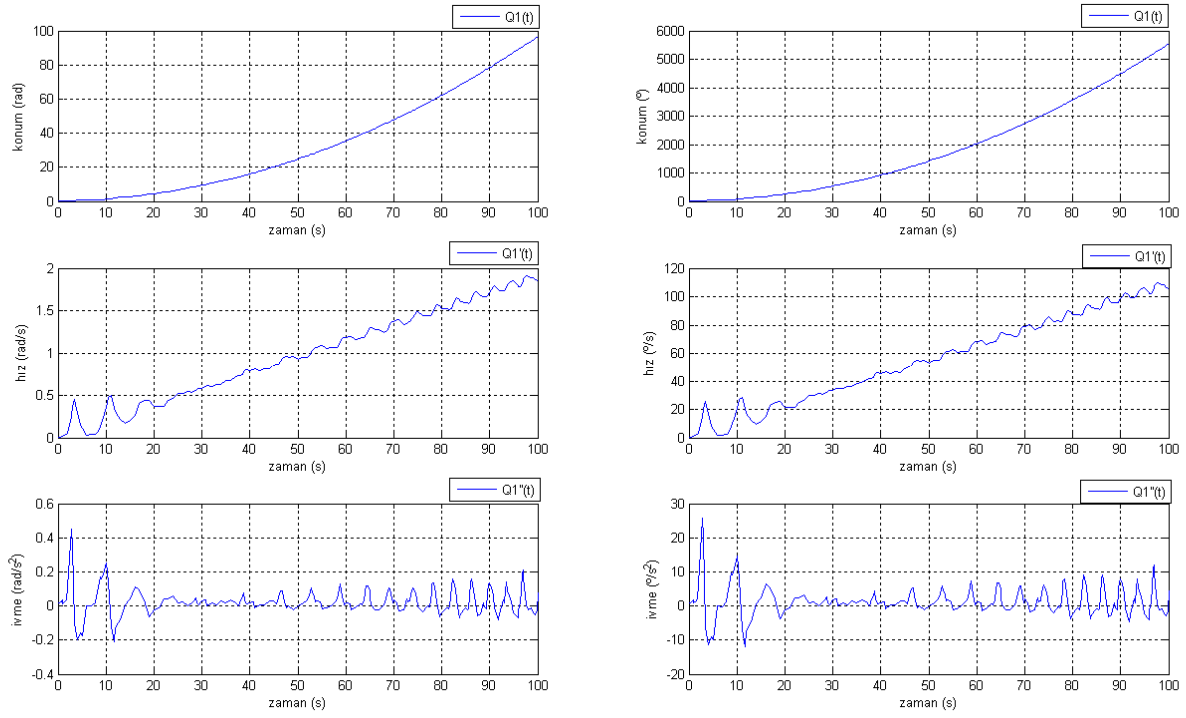 Q1(t)
100
80
60
40
20
0
konum (rad)
0 10 20 30 40 50 60 70 80 90 100
zaman (s)
Q1(t)
6000
5000
4000
3000
2000
1000
0
konum (º)
0 10 20 30 40 50 60 70 80 90 100
zaman (s)
Q1'(t)
2
1.5
1
0.5
0
hız (rad/s)
0 10 20 30 40 50 60 70 80 90 100
zaman (s)
Q1'(t)
120
100
80
60
40
20
0
hız (º/s)
0 10 20 30 40 50 60 70 80 90 100
zaman (s)
Q1''(t)
0.6
0.4
0.2
0
-0.2
-0.4
ivme (rad/s²)
0 10 20 30 40 50 60 70 80 90 100
zaman (s)
Q1''(t)
30
20
10
0
-10
-20
ivme (º/s²)
0 10 20 30 40 50 60 70 80 90 100
zaman (s)